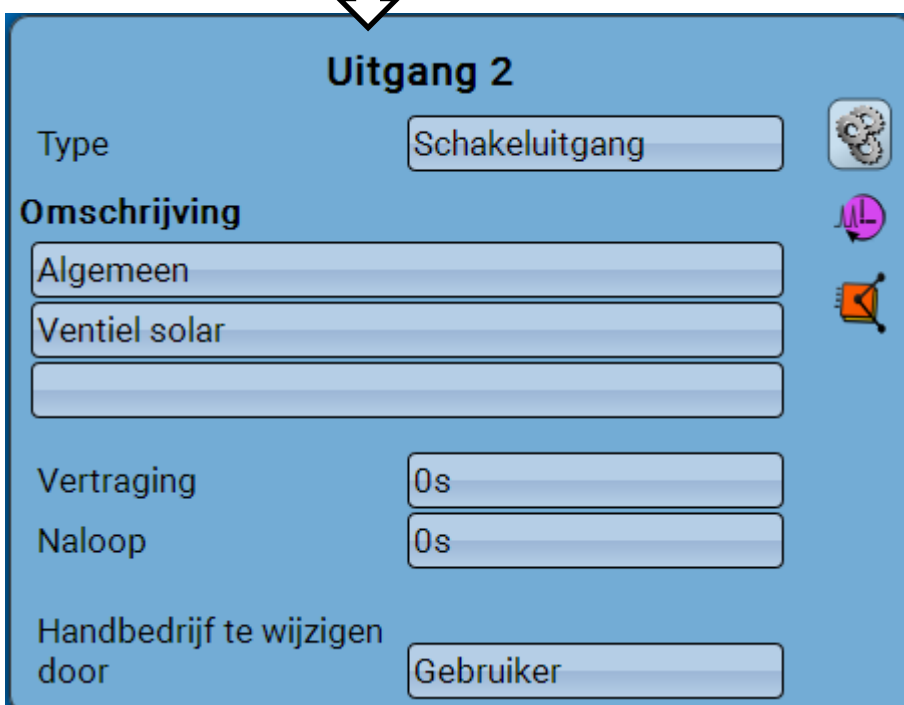 Uitgang 2
Type Schakeluitgang
Omschrijving
Algemeen
Ventiel solar
Vertraging 0s
Naloop 0s
Handbedrijf te wijzigen
door Gebruiker